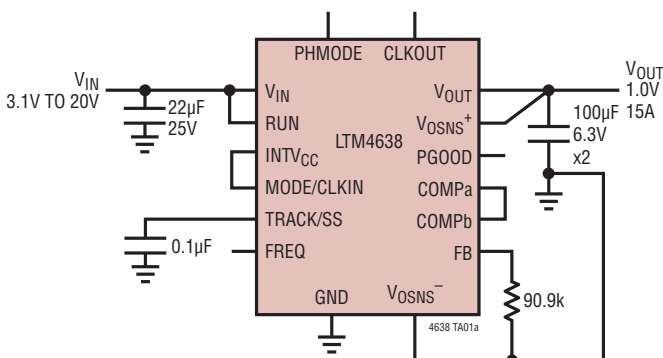 PHMODE CLKOUT
VIN
3.1V TO 20V
22µF
25V
VIN
RUN
INTVCC
MODE/CLKIN
TRACK/SS
FREQ
0.1µF
LTM4638
VOUT
VOSNS+
PGOOD
COMPa
COMPb
FB
GND VOSNS–
VOUT
1.0V
15A
100µF
6.3V
x2
90.9k
4638 TA01a